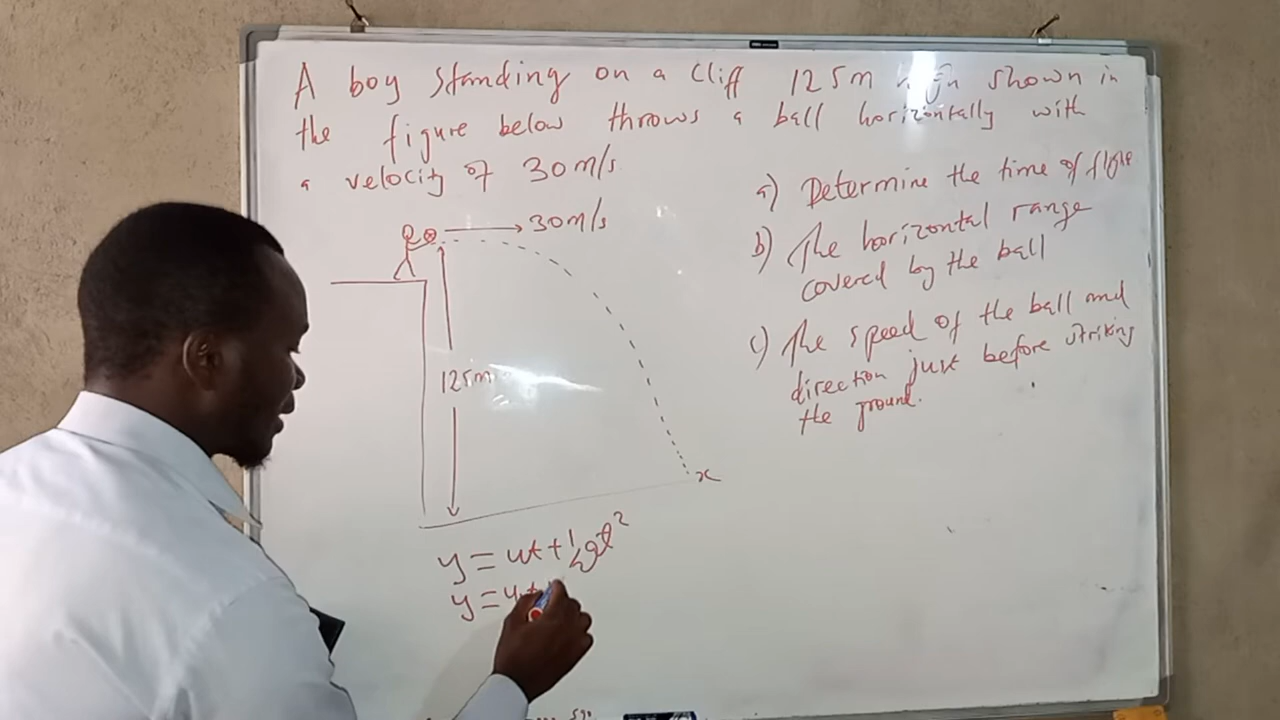 A boy standing on a Cliff 125m high shown in
the figure below throws a ball horizontally with
a velocity of 30m/s
a) Determine the time of
b) The horizontal range
covered by the ball
c) The speed of the ball and
direction just before striking
the ground.
30m/s
125m
x
y = ut + 1/2gt²
y = ut